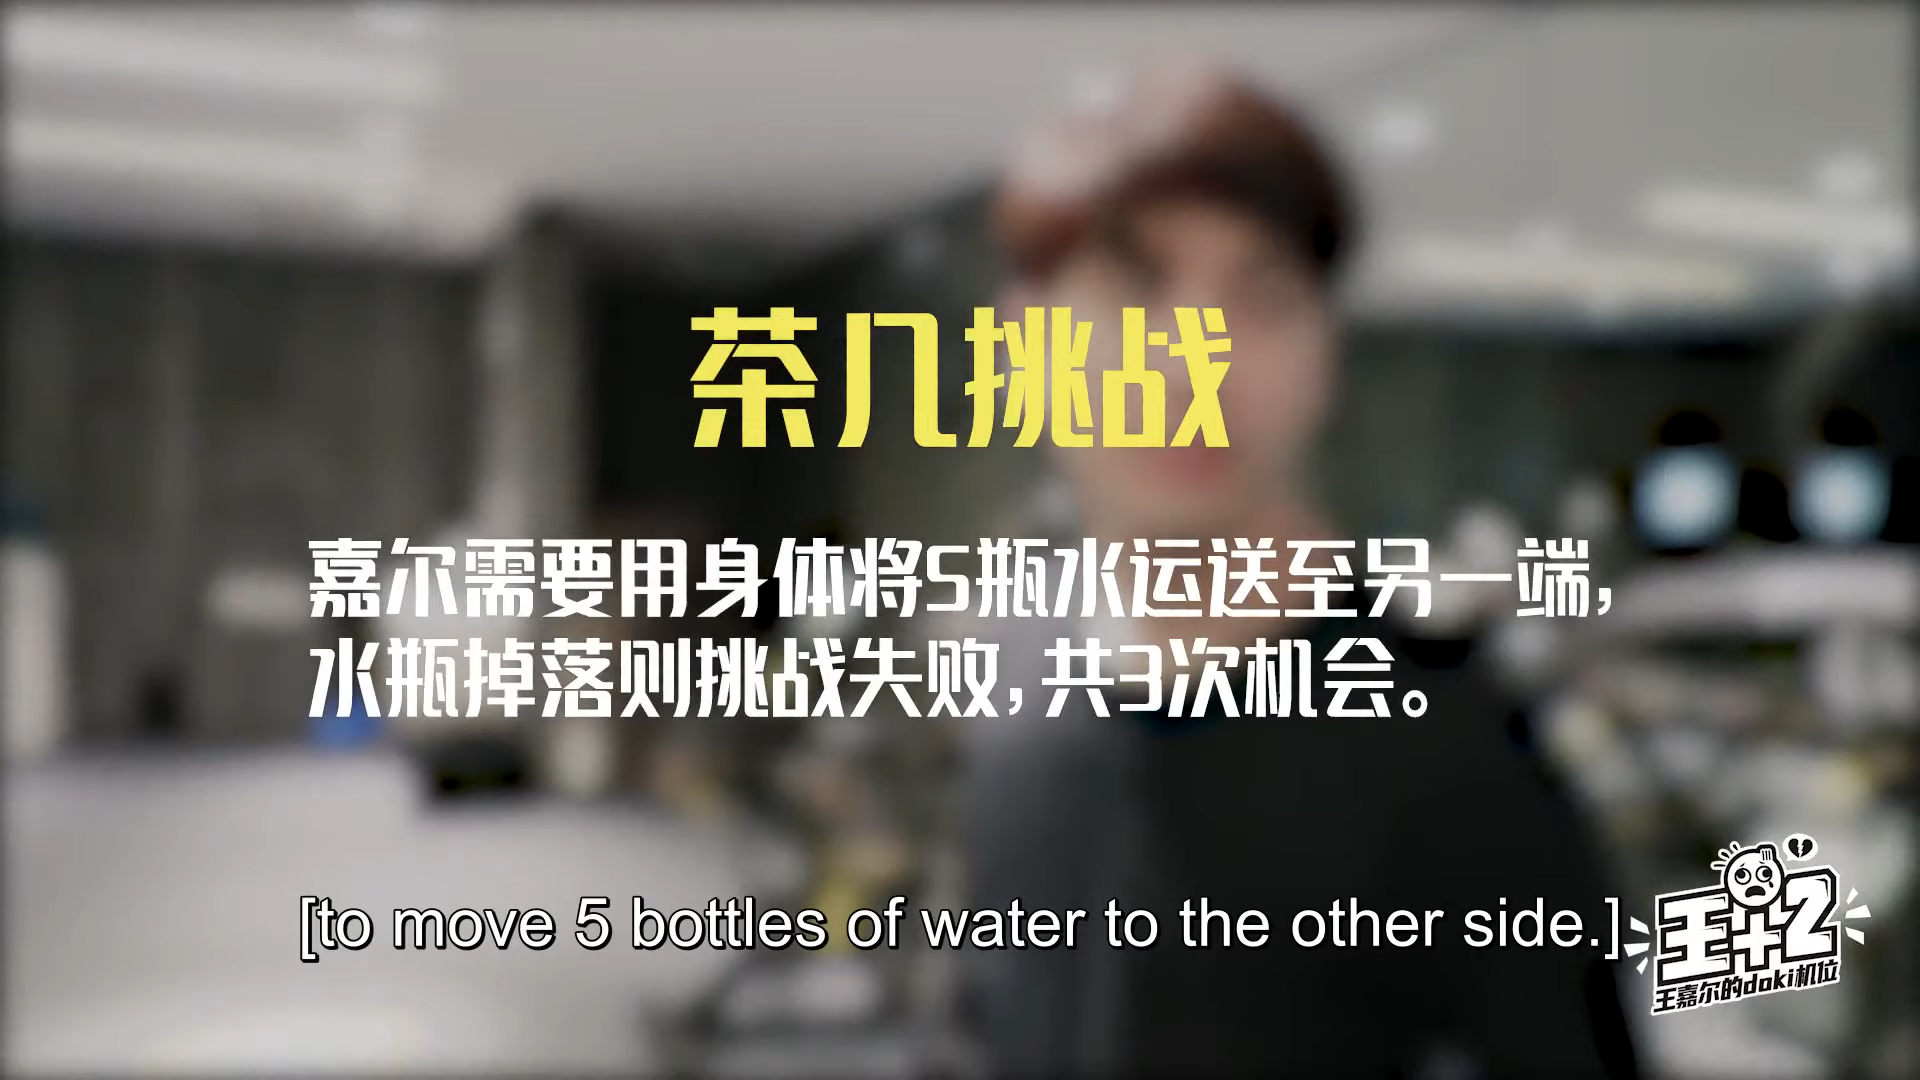 茶几挑战
嘉尔需要用身体将5瓶水运送至另一端，
水瓶掉落则挑战失败，共3次机会。
[to move 5 bottles of water to the other side.]
王+2
王嘉尔的doki机位